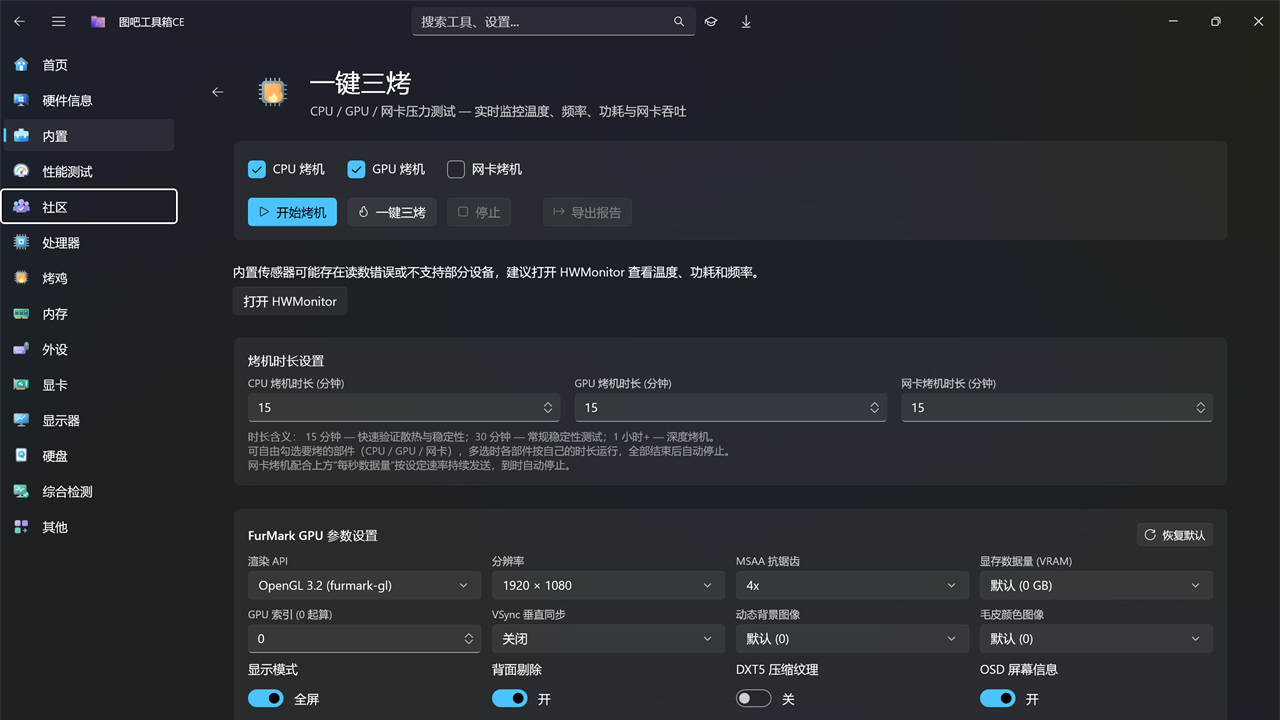 图吧工具箱CE
搜索工具、设置...
首页
硬件信息
内置
性能测试
社区
处理器
烤鸡
内存
外设
显卡
显示器
硬盘
综合检测
其他
一键三烤
CPU / GPU / 网卡压力测试 — 实时监控温度、频率、功耗与网卡吞吐
CPU 烤机 GPU 烤机 网卡烤机
开始烤机 一键三烤 停止 导出报告
内置传感器可能存在读数错误或不支持部分设备，建议打开 HWMonitor 查看温度、功耗和频率。
打开 HWMonitor
烤机时长设置
CPU 烤机时长 (分钟) GPU 烤机时长 (分钟) 网卡烤机时长 (分钟)
15 15 15
时长含义： 15 分钟 — 快速验证散热与稳定性；30 分钟 — 常规稳定性测试；1 小时+ — 深度烤机。
可自由勾选要烤的部件（CPU / GPU / 网卡），多选时各部件按自己的时长运行，全部结束后自动停止。
网卡烤机配合上方"每秒数据量"按设定速率持续发送，到时自动停止。
FurMark GPU 参数设置 恢复默认
渲染 API 分辨率 MSAA 抗锯齿 显存数据量 (VRAM)
OpenGL 3.2 (furmark-gl) 1920 × 1080 4x 默认 (0 GB)
GPU 索引 (0 起算) VSync 垂直同步 动态背景图像 毛皮颜色图像
0 关闭 默认 (0) 默认 (0)
显示模式 背面剔除 DXT5 压缩纹理 OSD 屏幕信息
全屏 开 关 开